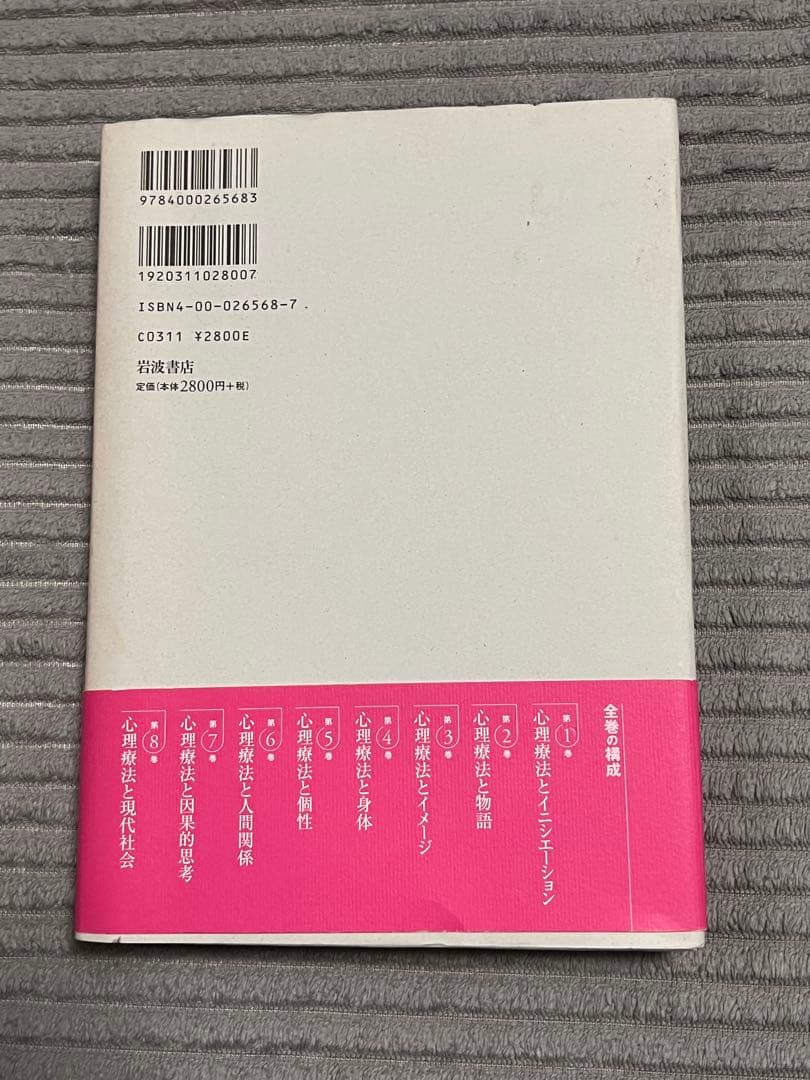 9784000265683
1920311028007
ISBN4-00-026568-7
C0311 ¥2800E
岩波書店
定価(本体2800円+税)
全巻の構成
第1巻
心理療法とイニシエーション
第2巻
心理療法と物語
第3巻
心理療法とイメージ
第4巻
心理療法と身体
第5巻
心理療法と個性
第6巻
心理療法と人間関係
第7巻
心理療法と因果的思考
第8巻
心理療法と現代社会